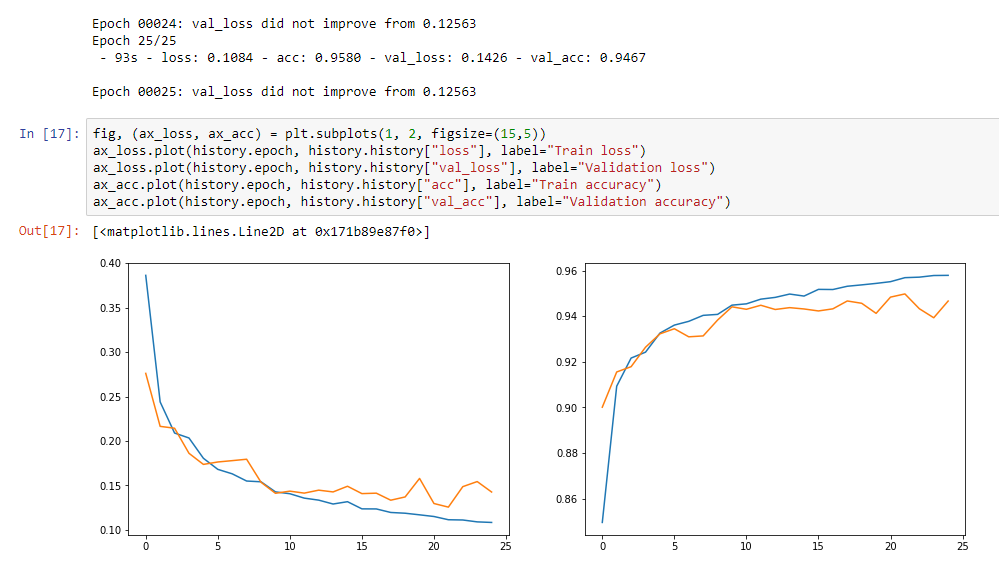 Epoch 00024: val_loss did not improve from 0.12563
Epoch 25/25
- 93s - loss: 0.1084 - acc: 0.9580 - val_loss: 0.1426 - val_acc: 0.9467
Epoch 00025: val_loss did not improve from 0.12563
In [17]: fig, (ax_loss, ax_acc) = plt.subplots(1, 2, figsize=(15,5))
ax_loss.plot(history.epoch, history.history["loss"], label="Train loss")
ax_loss.plot(history.epoch, history.history["val_loss"], label="Validation loss")
ax_acc.plot(history.epoch, history.history["acc"], label="Train accuracy")
ax_acc.plot(history.epoch, history.history["val_acc"], label="Validation accuracy")
Out[17]: [<matplotlib.lines.Line2D at 0x171b89e87f0>]
0.40
0.35
0.30
0.25
0.20
0.15
0.10
0 5 10 15 20 25
0.96
0.94
0.92
0.90
0.88
0.86
0 5 10 15 20 25